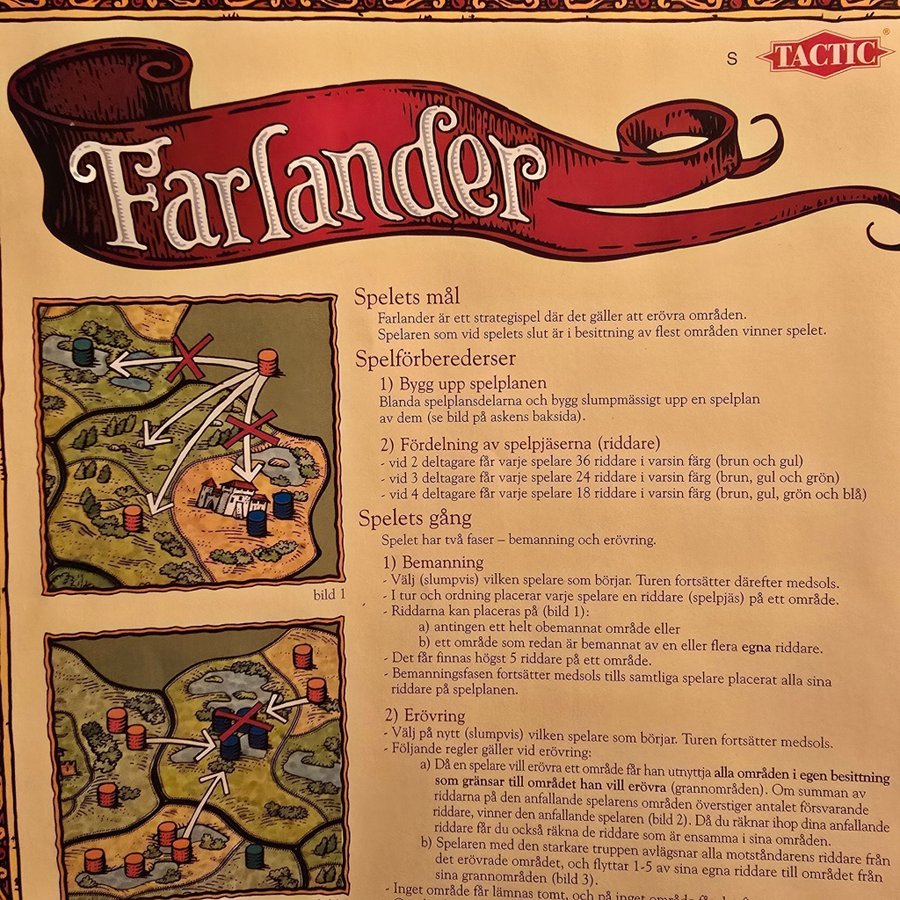 S TACTIC®
Farlander
Spelets mål
Farlander är ett strategispel där det gäller att erövra områden.
Spelaren som vid spelets slut är i besittning av flest områden vinner spelet.
Spelförberederser
1) Bygg upp spelplanen
Blanda spelplansdelarna och bygg slumpmässigt upp en spelplan
av dem (se bild på askens baksida).
2) Fördelning av spelpjäserna (riddare)
- vid 2 deltagare får varje spelare 36 riddare i varsin färg (brun och gul)
- vid 3 deltagare får varje spelare 24 riddare i varsin färg (brun, gul och grön)
- vid 4 deltagare får varje spelare 18 riddare i varsin färg (brun, gul, grön och blå)
Spelets gång
Spelet har två faser – bemanning och erövring.
1) Bemanning
- Välj (slumpvis) vilken spelare som börjar. Turen fortsätter därefter medsols.
- I tur och ordning placerar varje spelare en riddare (spelpjäs) på ett område.
- Riddarna kan placeras på (bild 1):
a) antingen ett helt obemannat område eller
b) ett område som redan är bemannat av en eller flera egna riddare.
- Det får finnas högst 5 riddare på ett område.
- Bemanningsfasen fortsätter medsols tills samtliga spelare placerat alla sina
riddare på spelplanen.
bild 1
2) Erövring
- Välj på nytt (slumpvis) vilken spelare som börjar. Turen fortsätter medsols.
- Följande regler gäller vid erövring:
a) Då en spelare vill erövra ett område får han utnyttja alla områden i egen besittning
som gränsar till området han vill erövra (grannområden). Om summan av
riddarna på den anfallande spelarens områden överstiger antalet försvarande
riddare, vinner den anfallande spelaren (bild 2). Då du räknar ihop dina anfallande
riddare får du också räkna de riddare som är ensamma i sina områden.
b) Spelaren med den starkare truppen avlägsnar alla motståndarens riddare från
det erövrade området, och flyttar 1-5 av sina egna riddare till området från
sina grannområden (bild 3).
- Inget område får lämnas tomt, och på inget område får